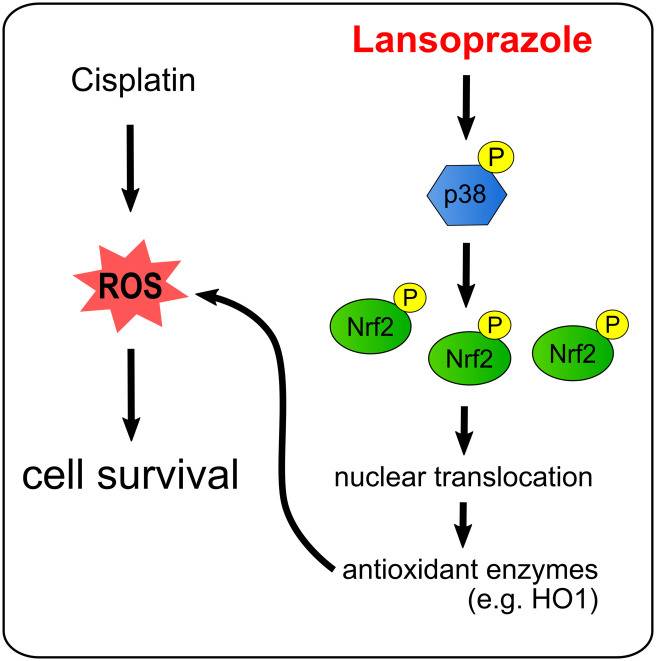 Lansoprazole
Cisplatin
P
p38
ROS
P
Nrf2
P
Nrf2
P
Nrf2
cell survival
nuclear translocation
antioxidant enzymes
(e.g. HO1)